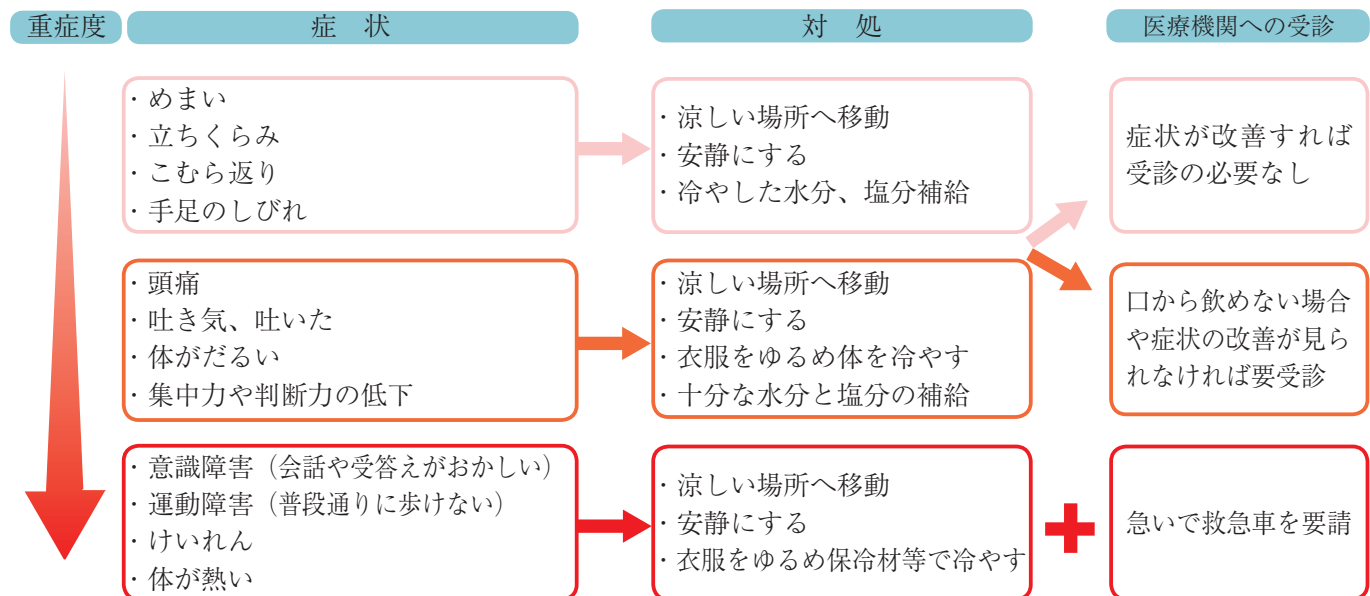 重症度
症 状
対 処
医療機関への受診
・めまい
・立ちくらみ
・こむら返り
・手足のしびれ
・涼しい場所へ移動
・安静にする
・冷やした水分、塩分補給
症状が改善すれば
受診の必要なし
・頭痛
・吐き気、吐いた
・体がだるい
・集中力や判断力の低下
・涼しい場所へ移動
・安静にする
・衣服をゆるめ体を冷やす
・十分な水分と塩分の補給
口から飲めない場合
や症状の改善が見ら
れなければ要受診
・意識障害（会話や受答えがおかしい）
・運動障害（普段通りに歩けない）
・けいれん
・体が熱い
・涼しい場所へ移動
・安静にする
・衣服をゆるめ保冷材等で冷やす
急いで救急車を要請